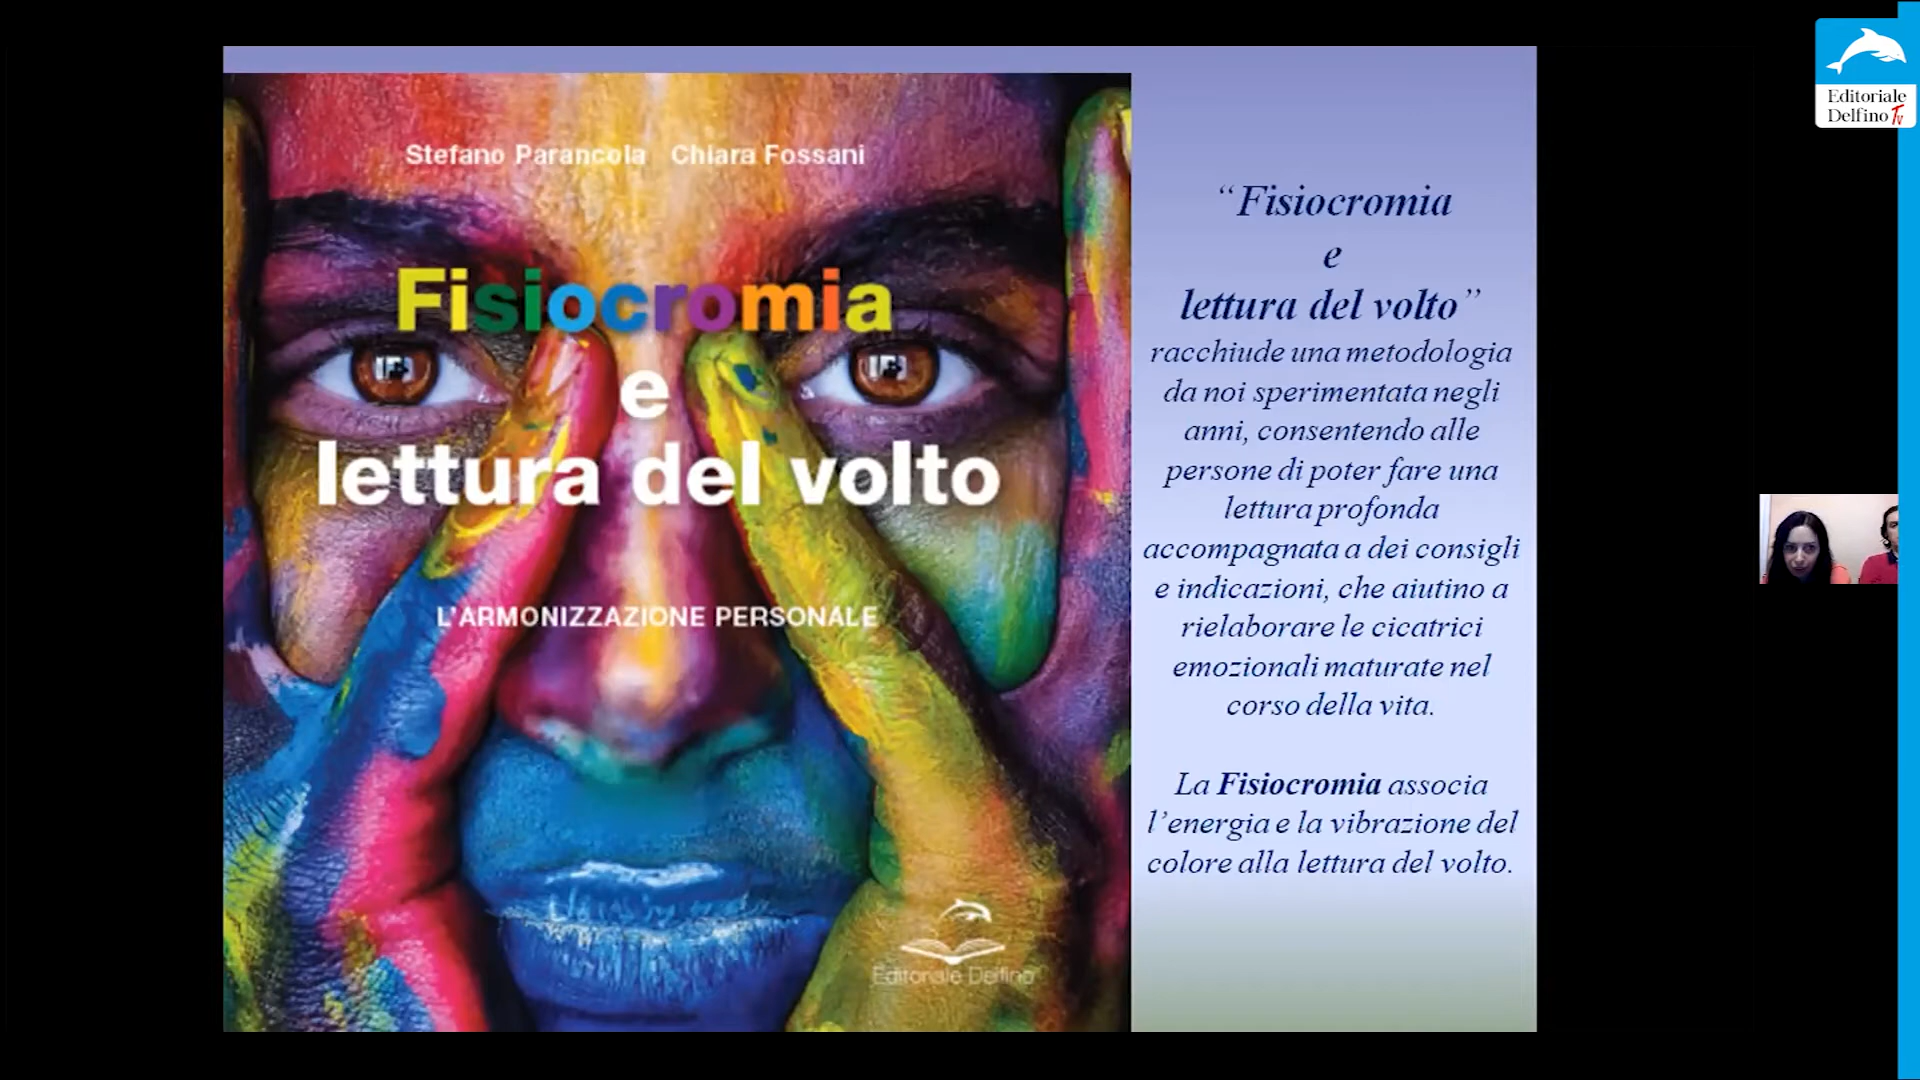 Stefano Parancola Chiara Fossani
Fisiocromia
e
lettura del volto
L'ARMONIZZAZIONE PERSONALE
Editoriale Delfino
“Fisiocromia
e
lettura del volto”
racchiude una metodologia
da noi sperimentata negli
anni, consentendo alle
persone di poter fare una
lettura profonda
accompagnata a dei consigli
e indicazioni, che aiutino a
rielaborare le cicatrici
emozionali maturate nel
corso della vita.
La Fisiocromia associa
l’energia e la vibrazione del
colore alla lettura del volto.
Editoriale
Delfino Tv